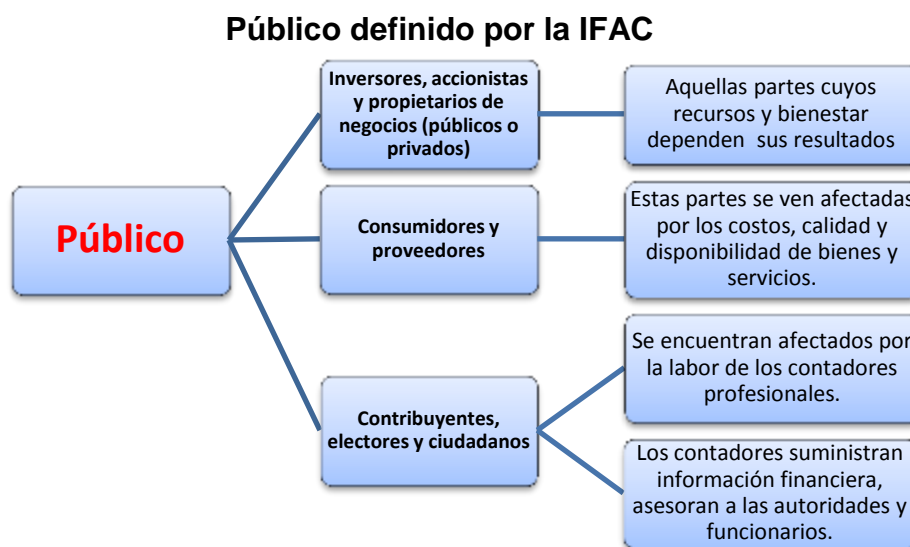 Público definido por la IFAC
Inversores, accionistas
y propietarios de
negocios (públicos o
privados)
Aquellas partes cuyos
recursos y bienestar
dependen  sus resultados
Público
Consumidores y
proveedores
Estas partes se ven afectadas
por los costos, calidad y
disponibilidad de bienes y
servicios.
Contribuyentes,
electores y ciudadanos
Se encuentran afectados por
la labor de los contadores
profesionales.
Los contadores suministran
información financiera,
asesoran a las autoridades y
funcionarios.